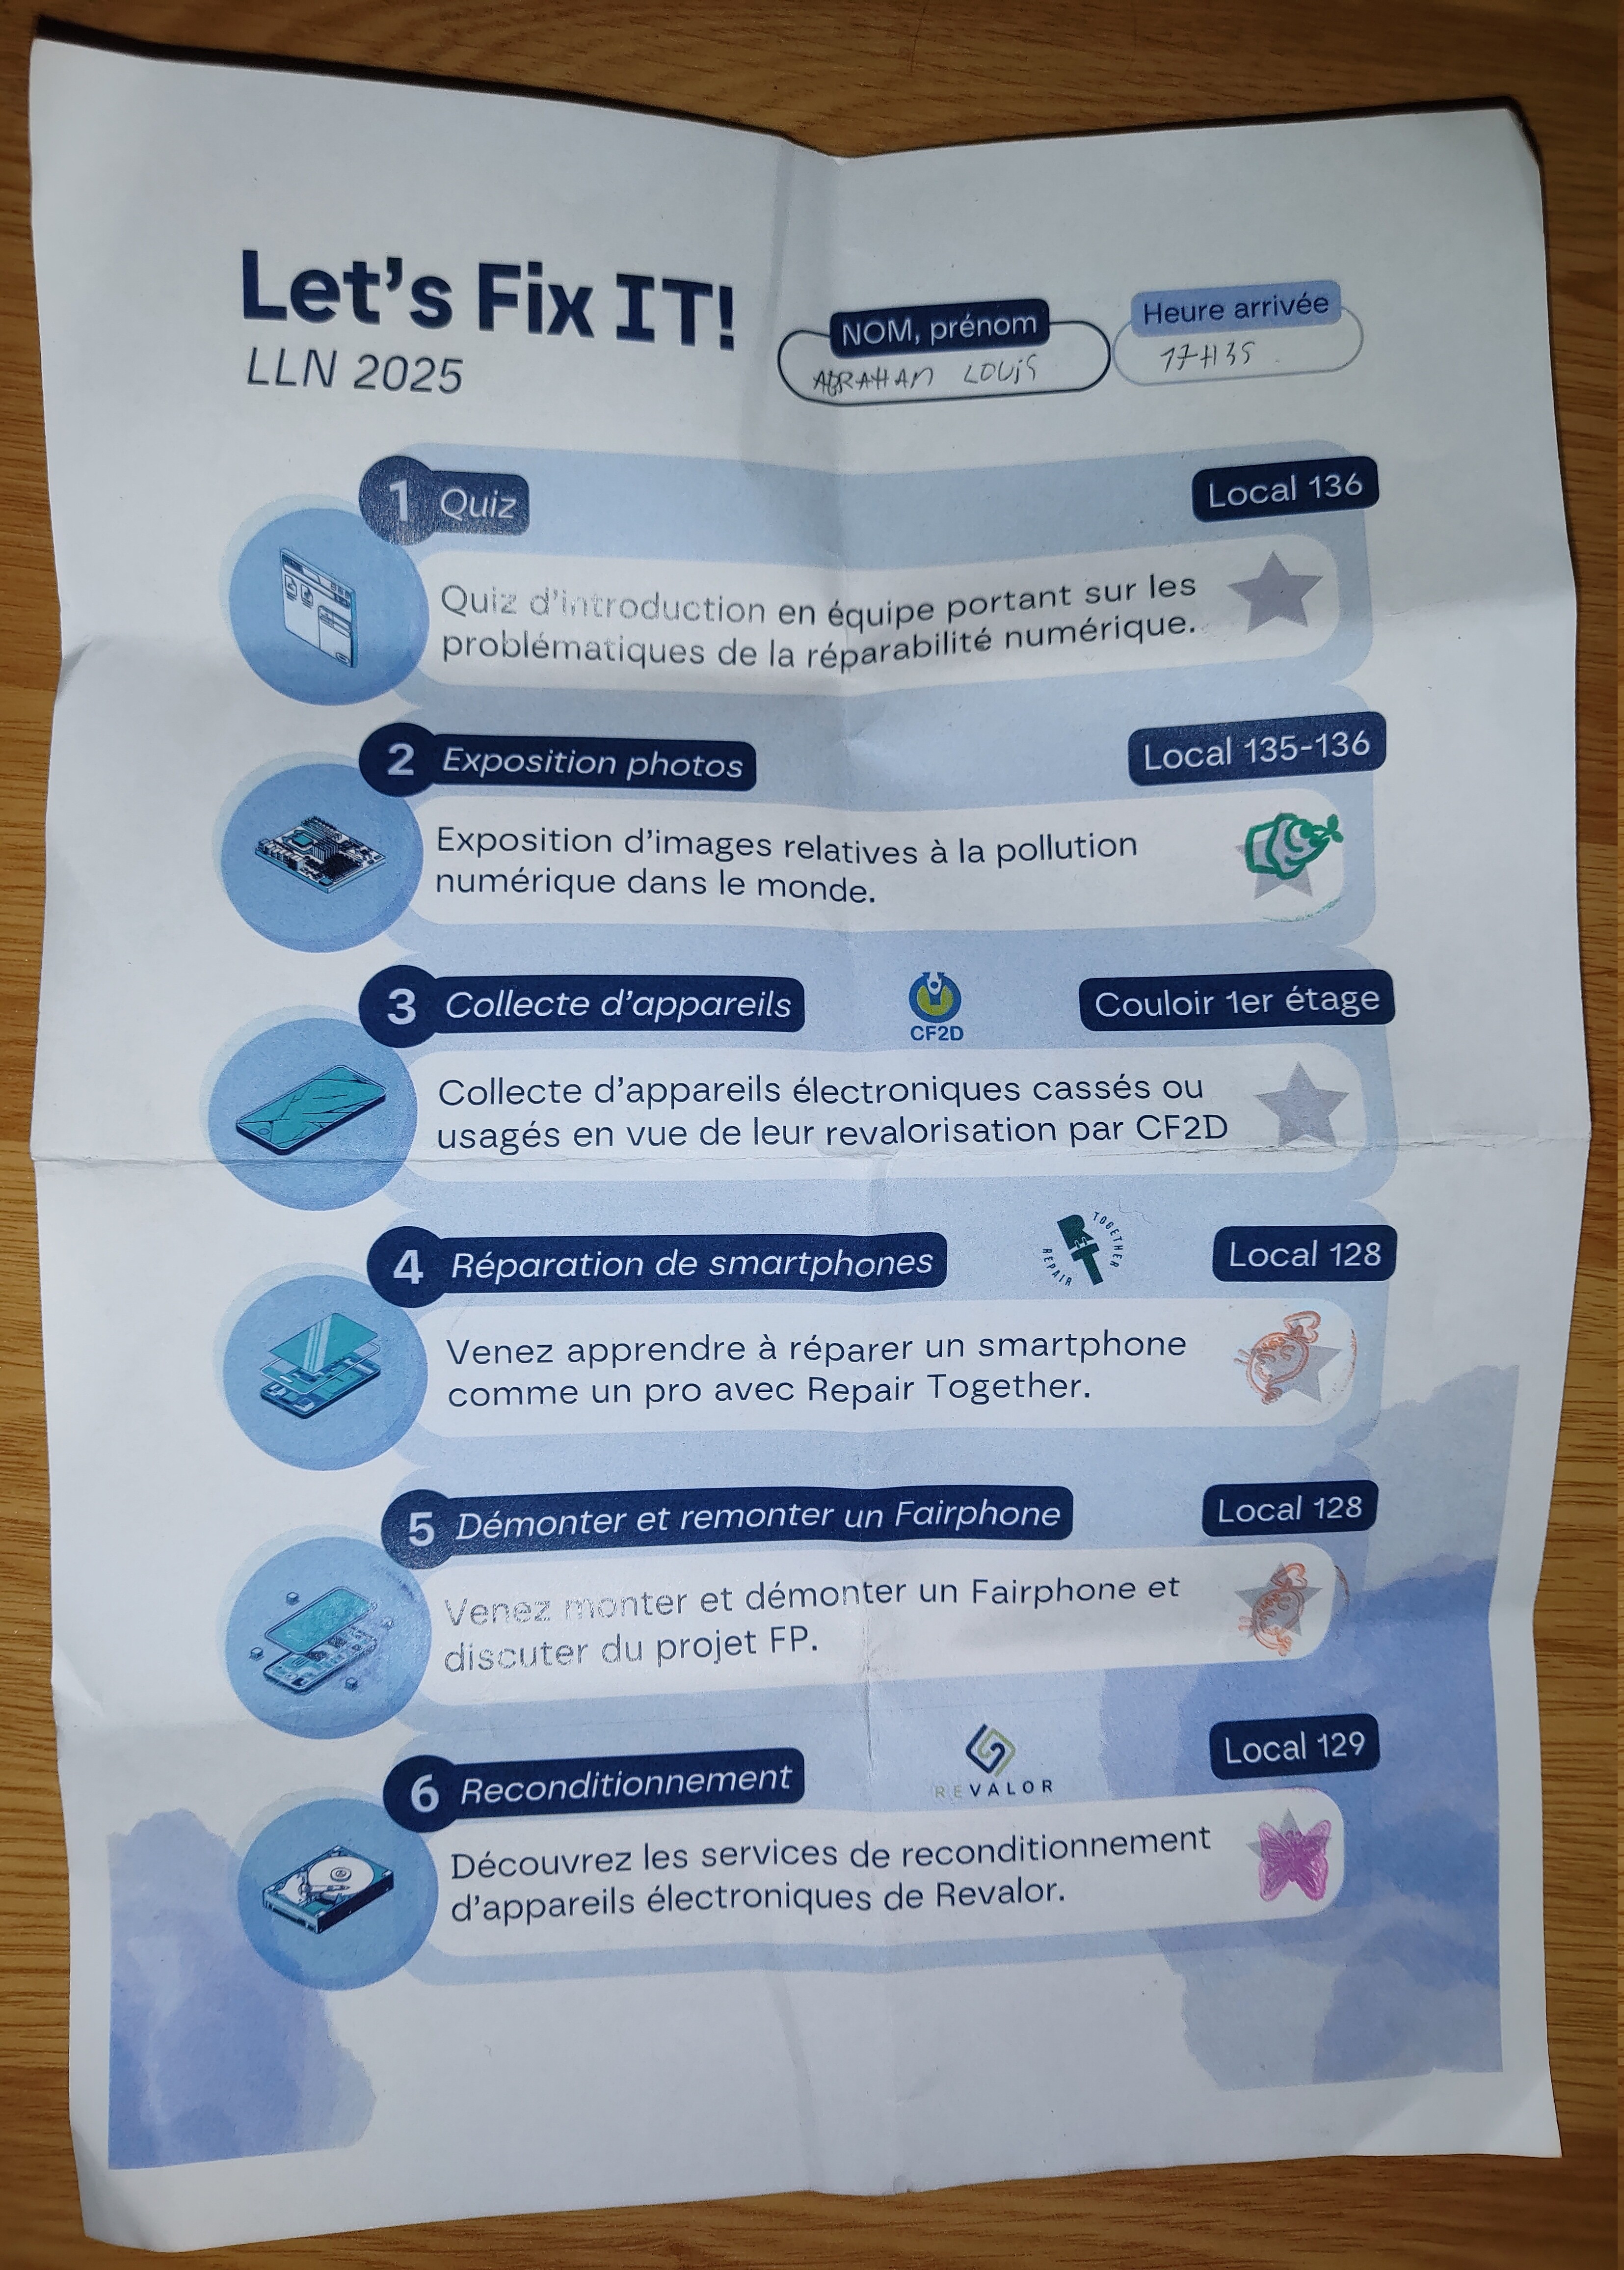 Let's Fix IT!
LLN 2025
NOM, prénom
ABRAHAM LOUIS
Heure arrivée
17H35
1 Quiz
Local 136
Quiz d'introduction en équipe portant sur les
problématiques de la réparabilité numérique.
2 Exposition photos
Local 135-136
Exposition d'images relatives à la pollution
numérique dans le monde.
3 Collecte d'appareils
CF2D
Couloir 1er étage
Collecte d'appareils électroniques cassés ou
usagés en vue de leur revalorisation par CF2D
4 Réparation de smartphones
REPAIR TOGETHER
Local 128
Venez apprendre à réparer un smartphone
comme un pro avec Repair Together.
5 Démonter et remonter un Fairphone
Local 128
Venez monter et démonter un Fairphone et
discuter du projet FP.
6 Reconditionnement
REVALOR
Local 129
Découvrez les services de reconditionnement
d'appareils électroniques de Revalor.